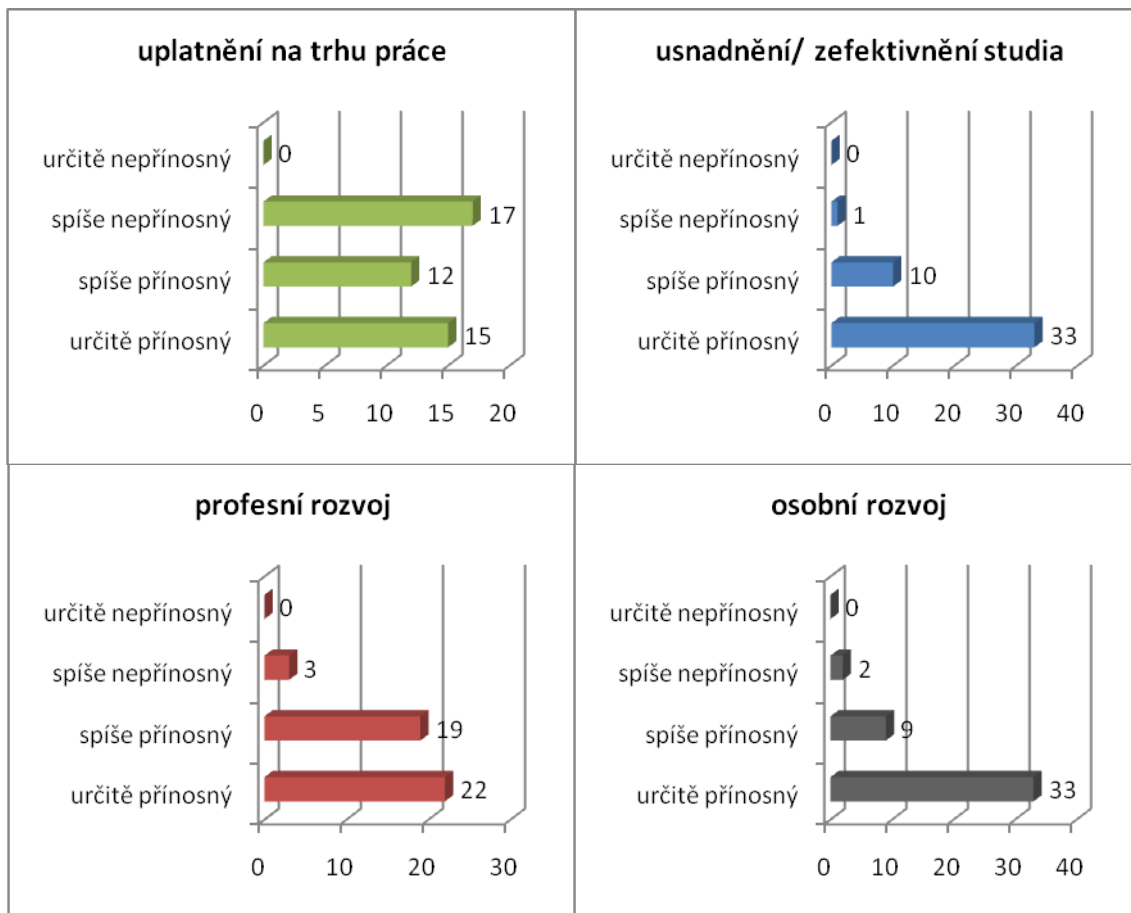 uplatnění na trhu práce
určitě nepřínosný
0
spíše nepřínosný
17
spíše přínosný
12
určitě přínosný
15
0 5 10 15 20
usnadnění/ zefektivnění studia
určitě nepřínosný
0
spíše nepřínosný
1
spíše přínosný
10
určitě přínosný
33
0 10 20 30 40
profesní rozvoj
určitě nepřínosný
0
spíše nepřínosný
3
spíše přínosný
19
určitě přínosný
22
0 10 20 30
osobní rozvoj
určitě nepřínosný
0
spíše nepřínosný
2
spíše přínosný
9
určitě přínosný
33
0 10 20 30 40